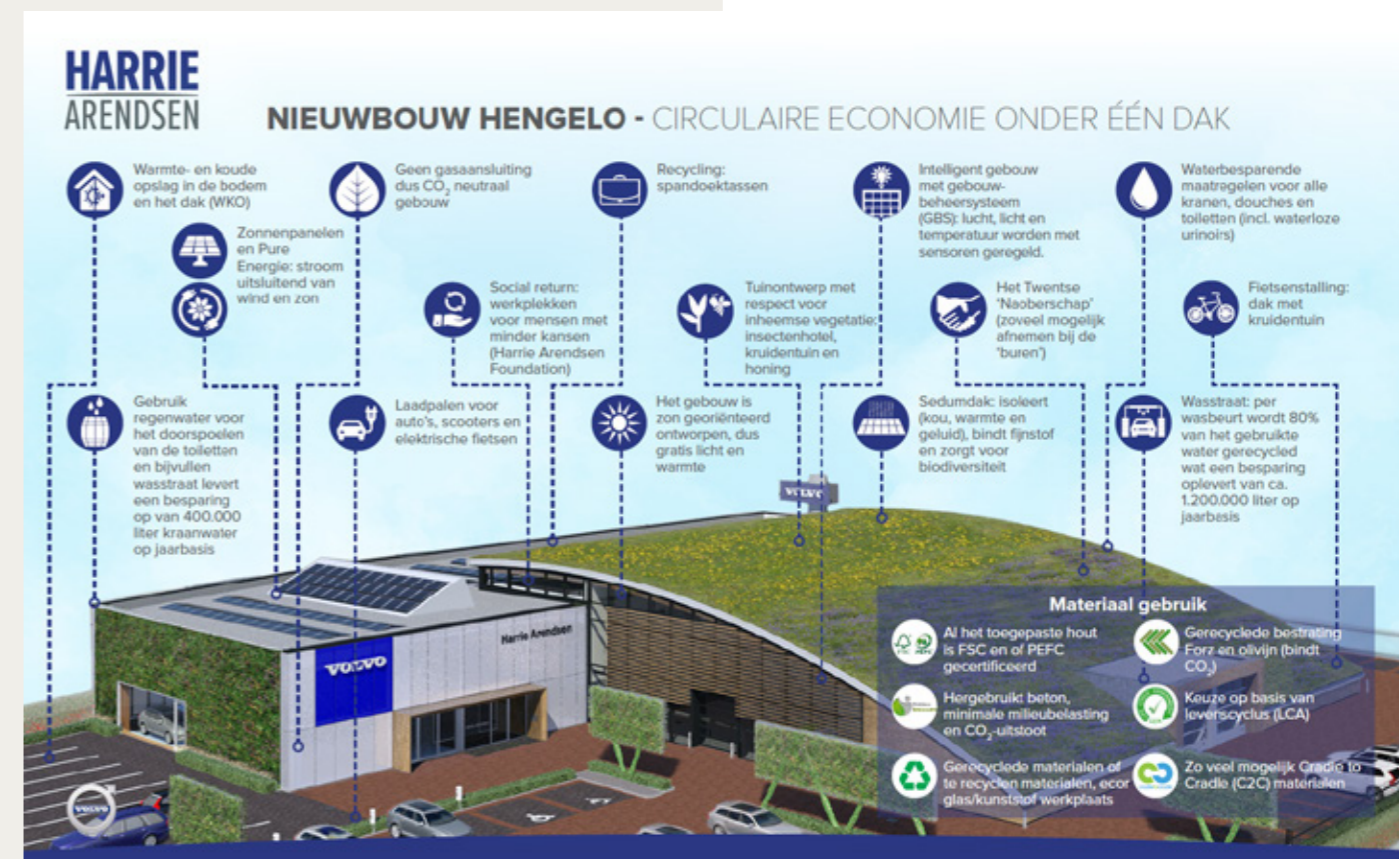 HARRIE
ARENDSEN
NIEUWBOUW HENGELO - CIRCULAIRE ECONOMIE ONDER ÉÉN DAK
Warmte- en koude
opslag in de bodem
en het dak (WKO)
Geen gasaansluiting
dus CO₂ neutraal
gebouw
Recycling:
spandoektassen
Intelligent gebouw
met gebouw-
beheersysteem
(GBS): lucht, licht en
temperatuur worden met
sensoren geregeld.
Waterbesparende
maatregelen voor alle
kranen, douches en
toiletten (incl. waterloze
urinoirs)
Zonnenpanelen
en Pure
Energie: stroom
uitsluitend van
wind en zon
Social return:
werkplekken
voor mensen met
minder kansen
(Harrie Arendsen
Foundation)
Tuinontwerp met
respect voor
inheemse vegetatie:
insectenhotel,
kruidentuin en
honing
Het Twentse
'Naoberschap'
(zoveel mogelijk
afnemen bij de
'buren')
Fietsenstalling:
dak met
kruidentuin
Gebruik
regenwater voor
het doorspoelen
van de toiletten
en bijvullen
wasstraat levert
een besparing
op van 400.000
liter kraanwater
op jaarbasis
Laadpalen voor
auto's, scooters en
elektrische fietsen
Het gebouw is
zon georiënteerd
ontworpen, dus
gratis licht en
warmte
Sedumdak: isoleert
(kou, warmte en
geluid), bindt fijnstof
en zorgt voor
biodiversiteit
Wasstraat: per
wasbeurt wordt 80%
van het gebruikte
water gerecycled
wat een besparing
oplevert van ca.
1.200.000 liter op
jaarbasis
VOLVO
Harrie Arendsen
VOLVO
Materiaal gebruik
Al het toegepaste hout
is FSC en of PEFC
gecertificeerd
Gerecyclede bestrating
Forz en olivijn (bindt
CO₂)
Hergebruikt beton,
minimale milieubelasting
en CO₂-uitstoot
Keuze op basis van
levenscyclus (LCA)
Gerecyclede materialen of
te recyclen materialen, ecor
glas/kunststof werkplaats
Zo veel mogelijk Cradle to
Cradle (C2C) materialen
FSC
PEFC
VOLVO